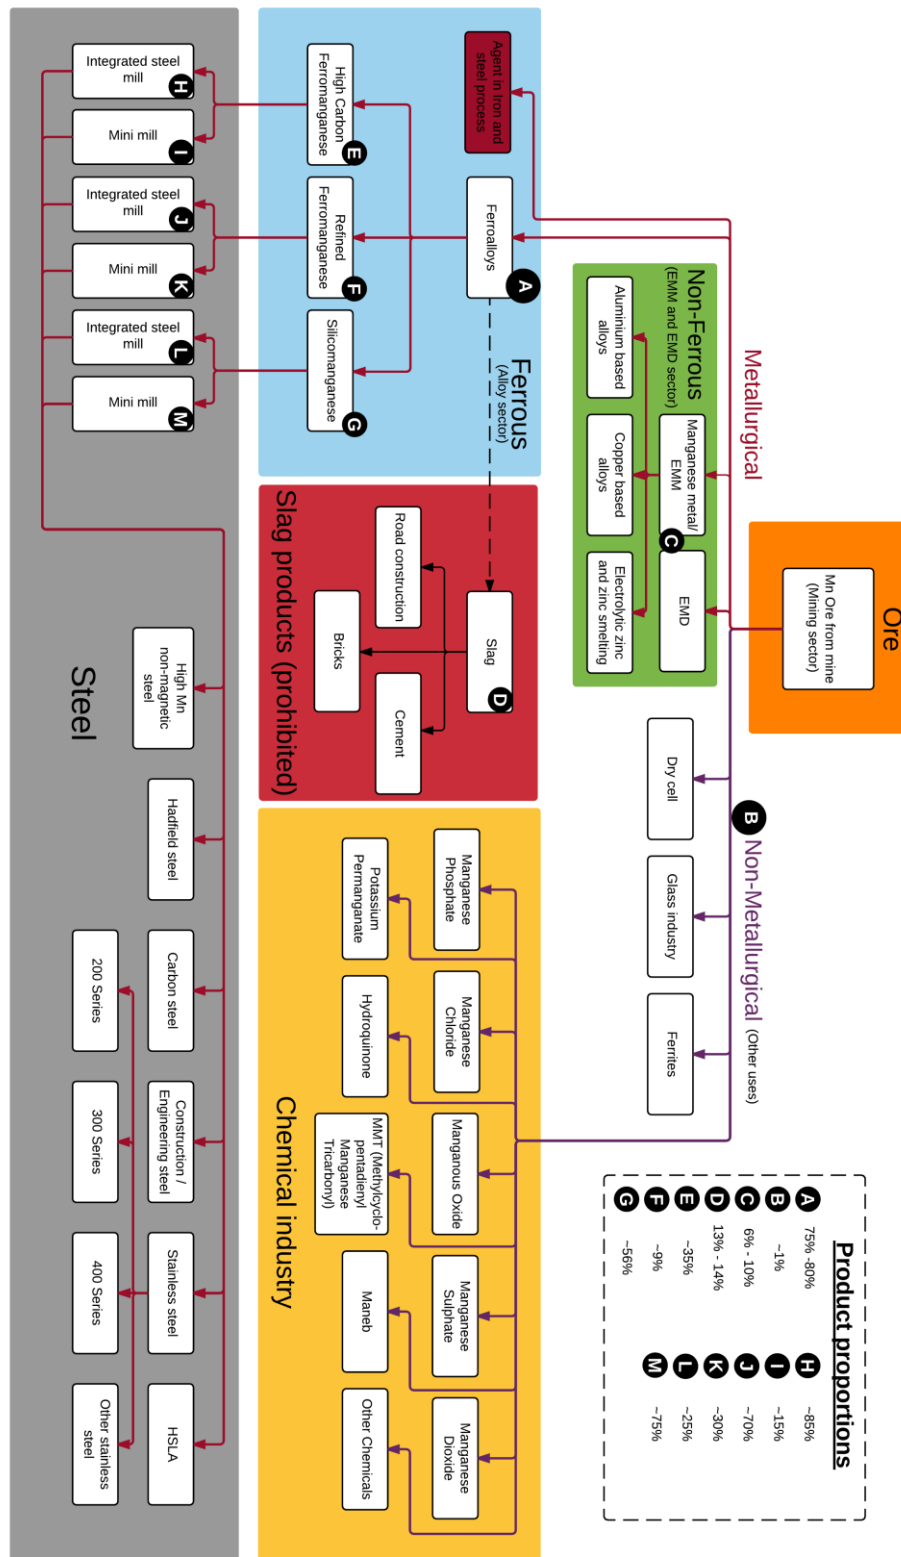 Ore
Mn Ore from mine
(Mining sector)
Metallurgical
B
Non-Metallurgical (Other uses)
Non-Ferrous
(EMM and EMD sector)
Manganese metal/
EMM
C
EMD
Aluminium based
alloys
Copper based
alloys
Electrolytic zinc
and zinc smelting
Dry cell
Glass industry
Ferrites
Product proportions
A
75% -80%
B
~1%
C
6% - 10%
D
13% - 14%
E
~35%
F
~9%
G
~56%
H
~85%
I
~15%
J
~70%
K
~30%
L
~25%
M
~75%
Ferrous
(Alloy sector)
Agent in Iron and
steel process
Ferroalloys
A
High Carbon
Ferromanganese
E
Refined
Ferromanganese
F
Silicomanganese
G
Slag
D
Road construction
Bricks
Cement
Slag products (prohibited)
Manganese
Phosphate
Manganese
Chloride
Manganous Oxide
Manganese
Sulphate
Manganese
Dioxide
Potassium
Permanganate
Hydroquinone
MMT (Methylcyclo-
pentadienyl
Manganese
Tricarbonyl)
Maneb
Other Chemicals
Chemical industry
Integrated steel
mill
H
Mini mill
I
Integrated steel
mill
J
Mini mill
K
Integrated steel
mill
L
Mini mill
M
High Mn
non-magnetic
steel
Hadfield steel
Carbon steel
Construction /
Engineering steel
Stainless steel
HSLA
200 Series
300 Series
400 Series
Other stainless
steel
Steel